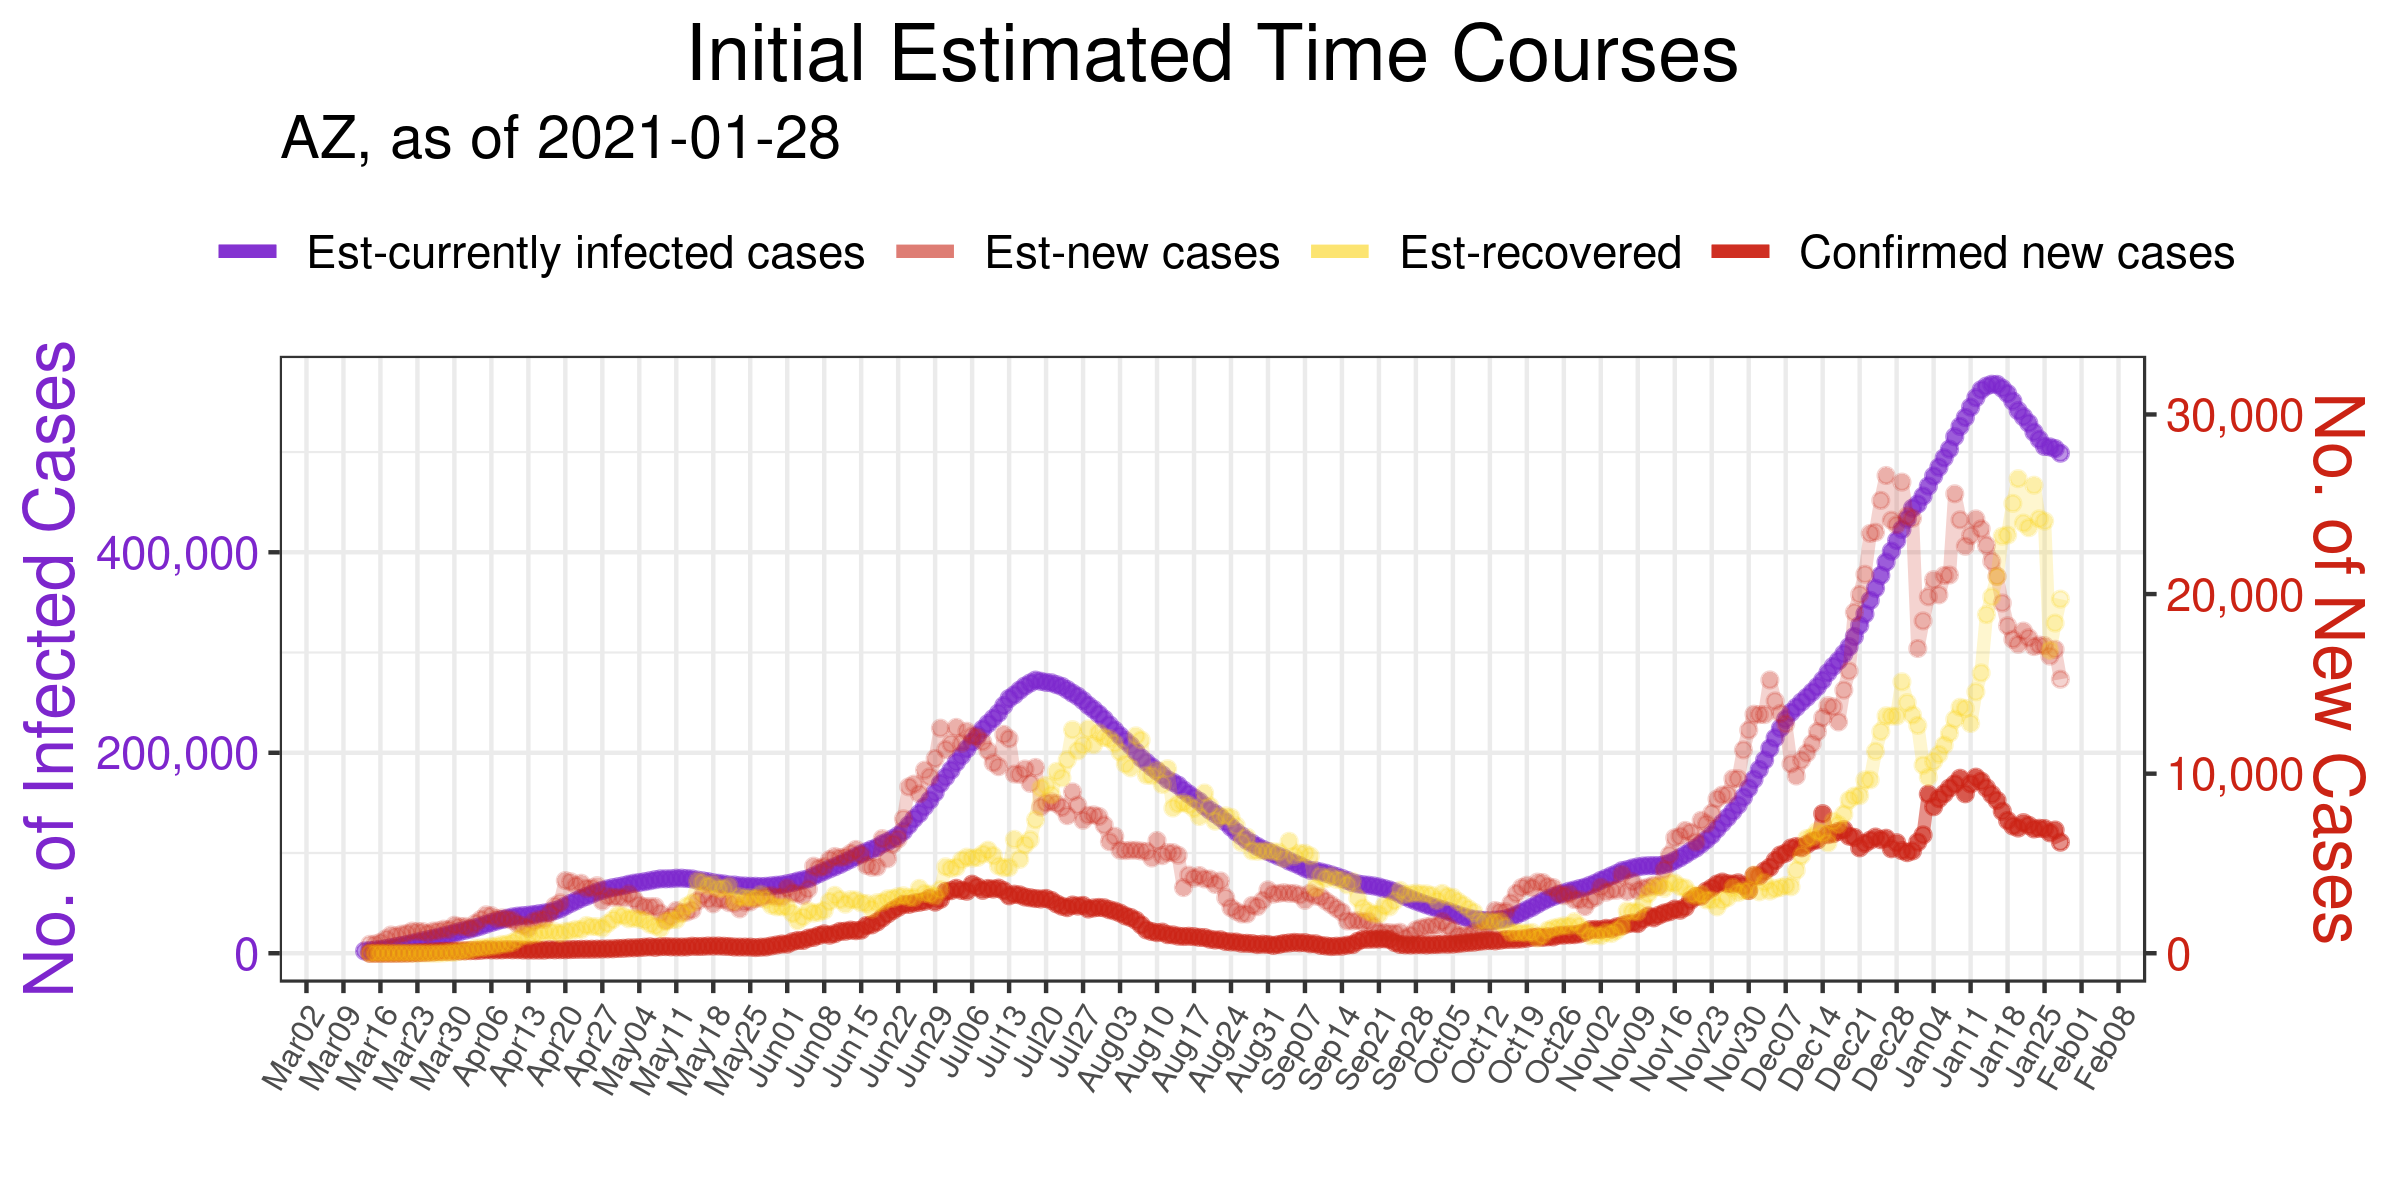 Initial Estimated Time Courses
AZ, as of 2021-01-28
Est-currently infected cases
Est-new cases
Est-recovered
Confirmed new cases
No. of Infected Cases
400,000
200,000
0
30,000
20,000
10,000
0
No. of New Cases
Mar02
Mar09
Mar16
Mar23
Mar30
Apr06
Apr13
Apr20
Apr27
May04
May11
May18
May25
Jun01
Jun08
Jun15
Jun22
Jun29
Jul06
Jul13
Jul20
Jul27
Aug03
Aug10
Aug17
Aug24
Aug31
Sep07
Sep14
Sep21
Sep28
Oct05
Oct12
Oct19
Oct26
Nov02
Nov09
Nov16
Nov23
Nov30
Dec07
Dec14
Dec21
Dec28
Jan04
Jan11
Jan18
Jan25
Feb01
Feb08